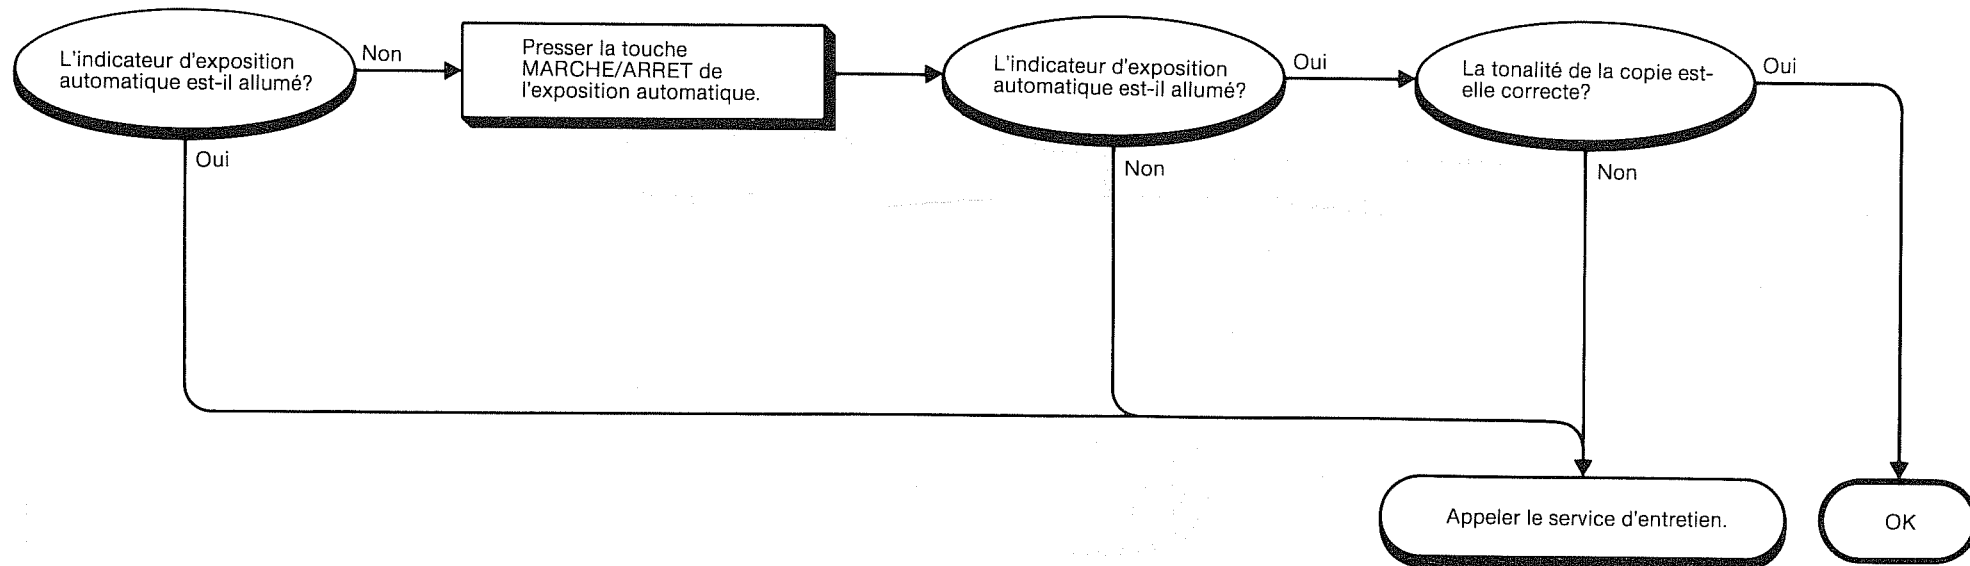 L'indicateur d'exposition
automatique est-il allumé?
Non
Presser la touche
MARCHE/ARRET de
l'exposition automatique.
L'indicateur d'exposition
automatique est-il allumé?
Oui
La tonalité de la copie est-
elle correcte?
Oui
Oui
Non
Non
Appeler le service d'entretien.
OK